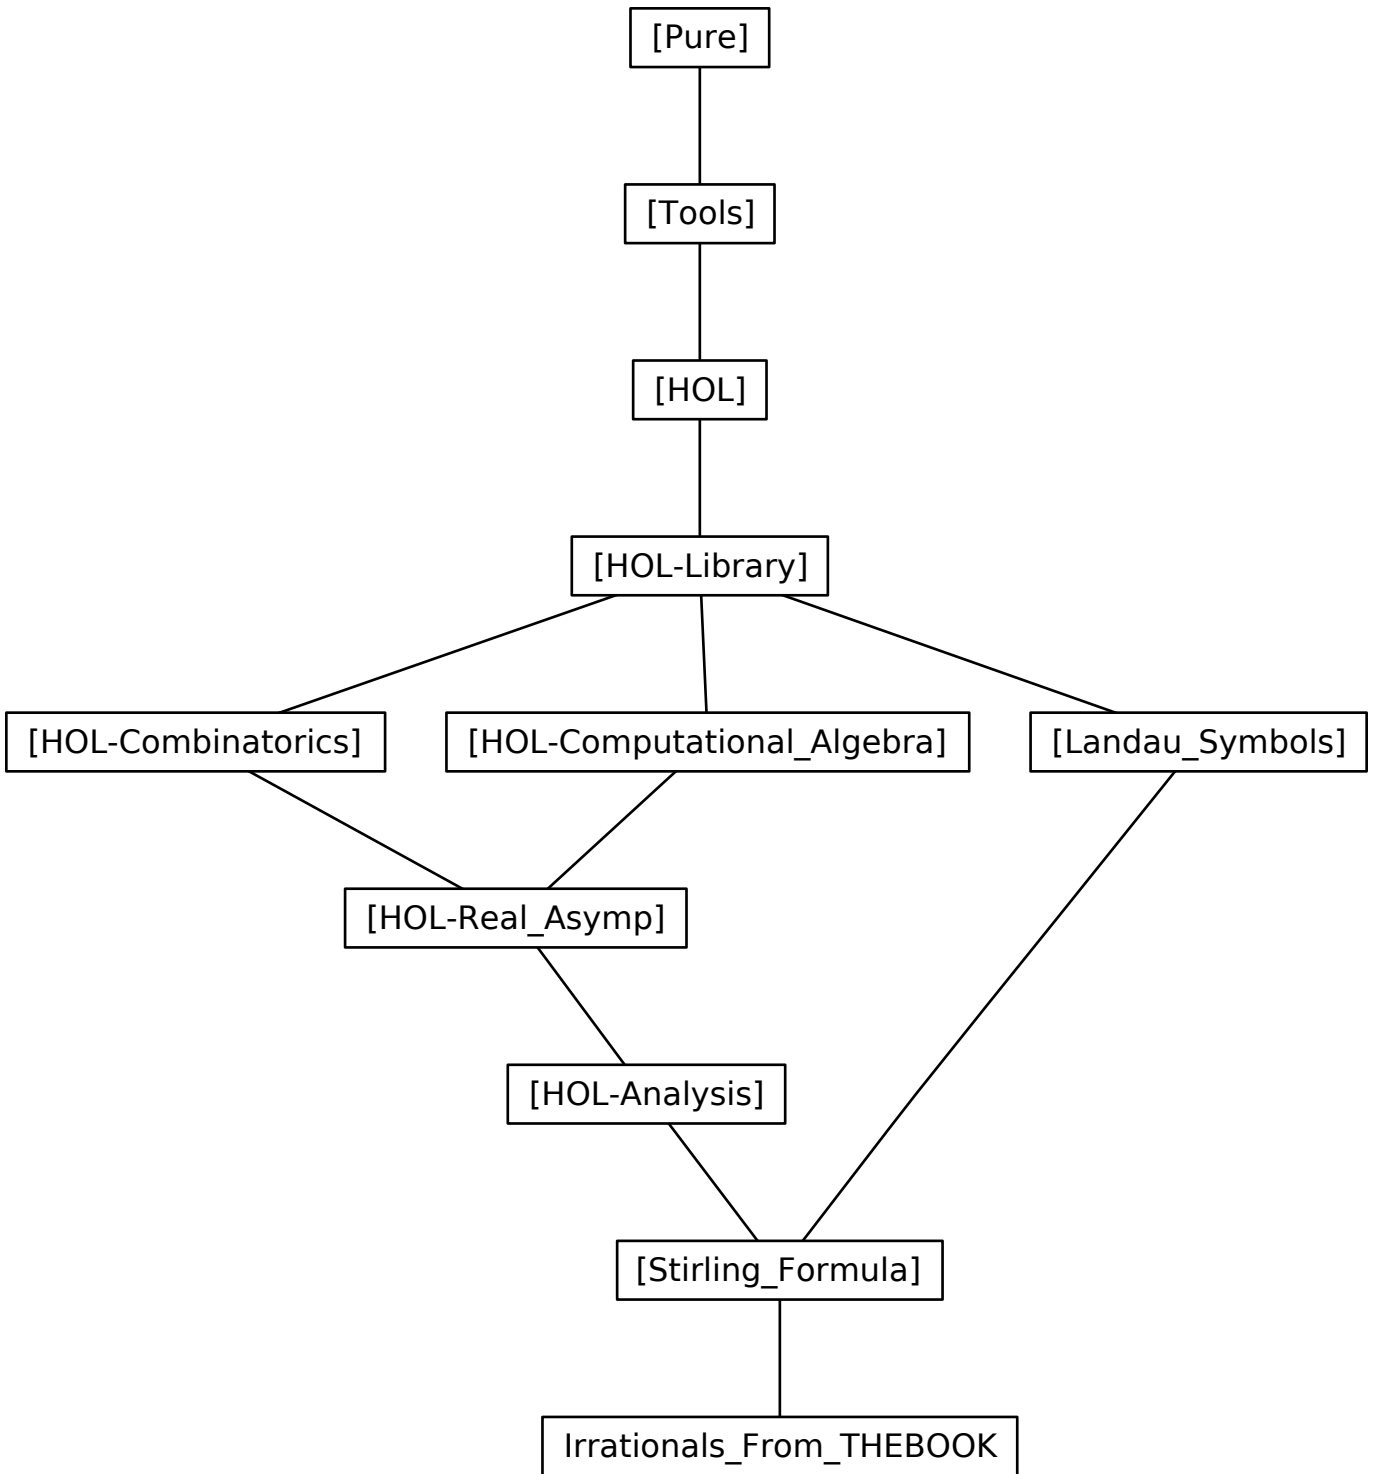 [Pure]
[Tools]
[HOL]
[HOL-Library]
[HOL-Combinatorics]
[HOL-Computational_Algebra]
[Landau_Symbols]
[HOL-Real_Asymp]
[HOL-Analysis]
[Stirling_Formula]
Irrationals_From_THEBOOK